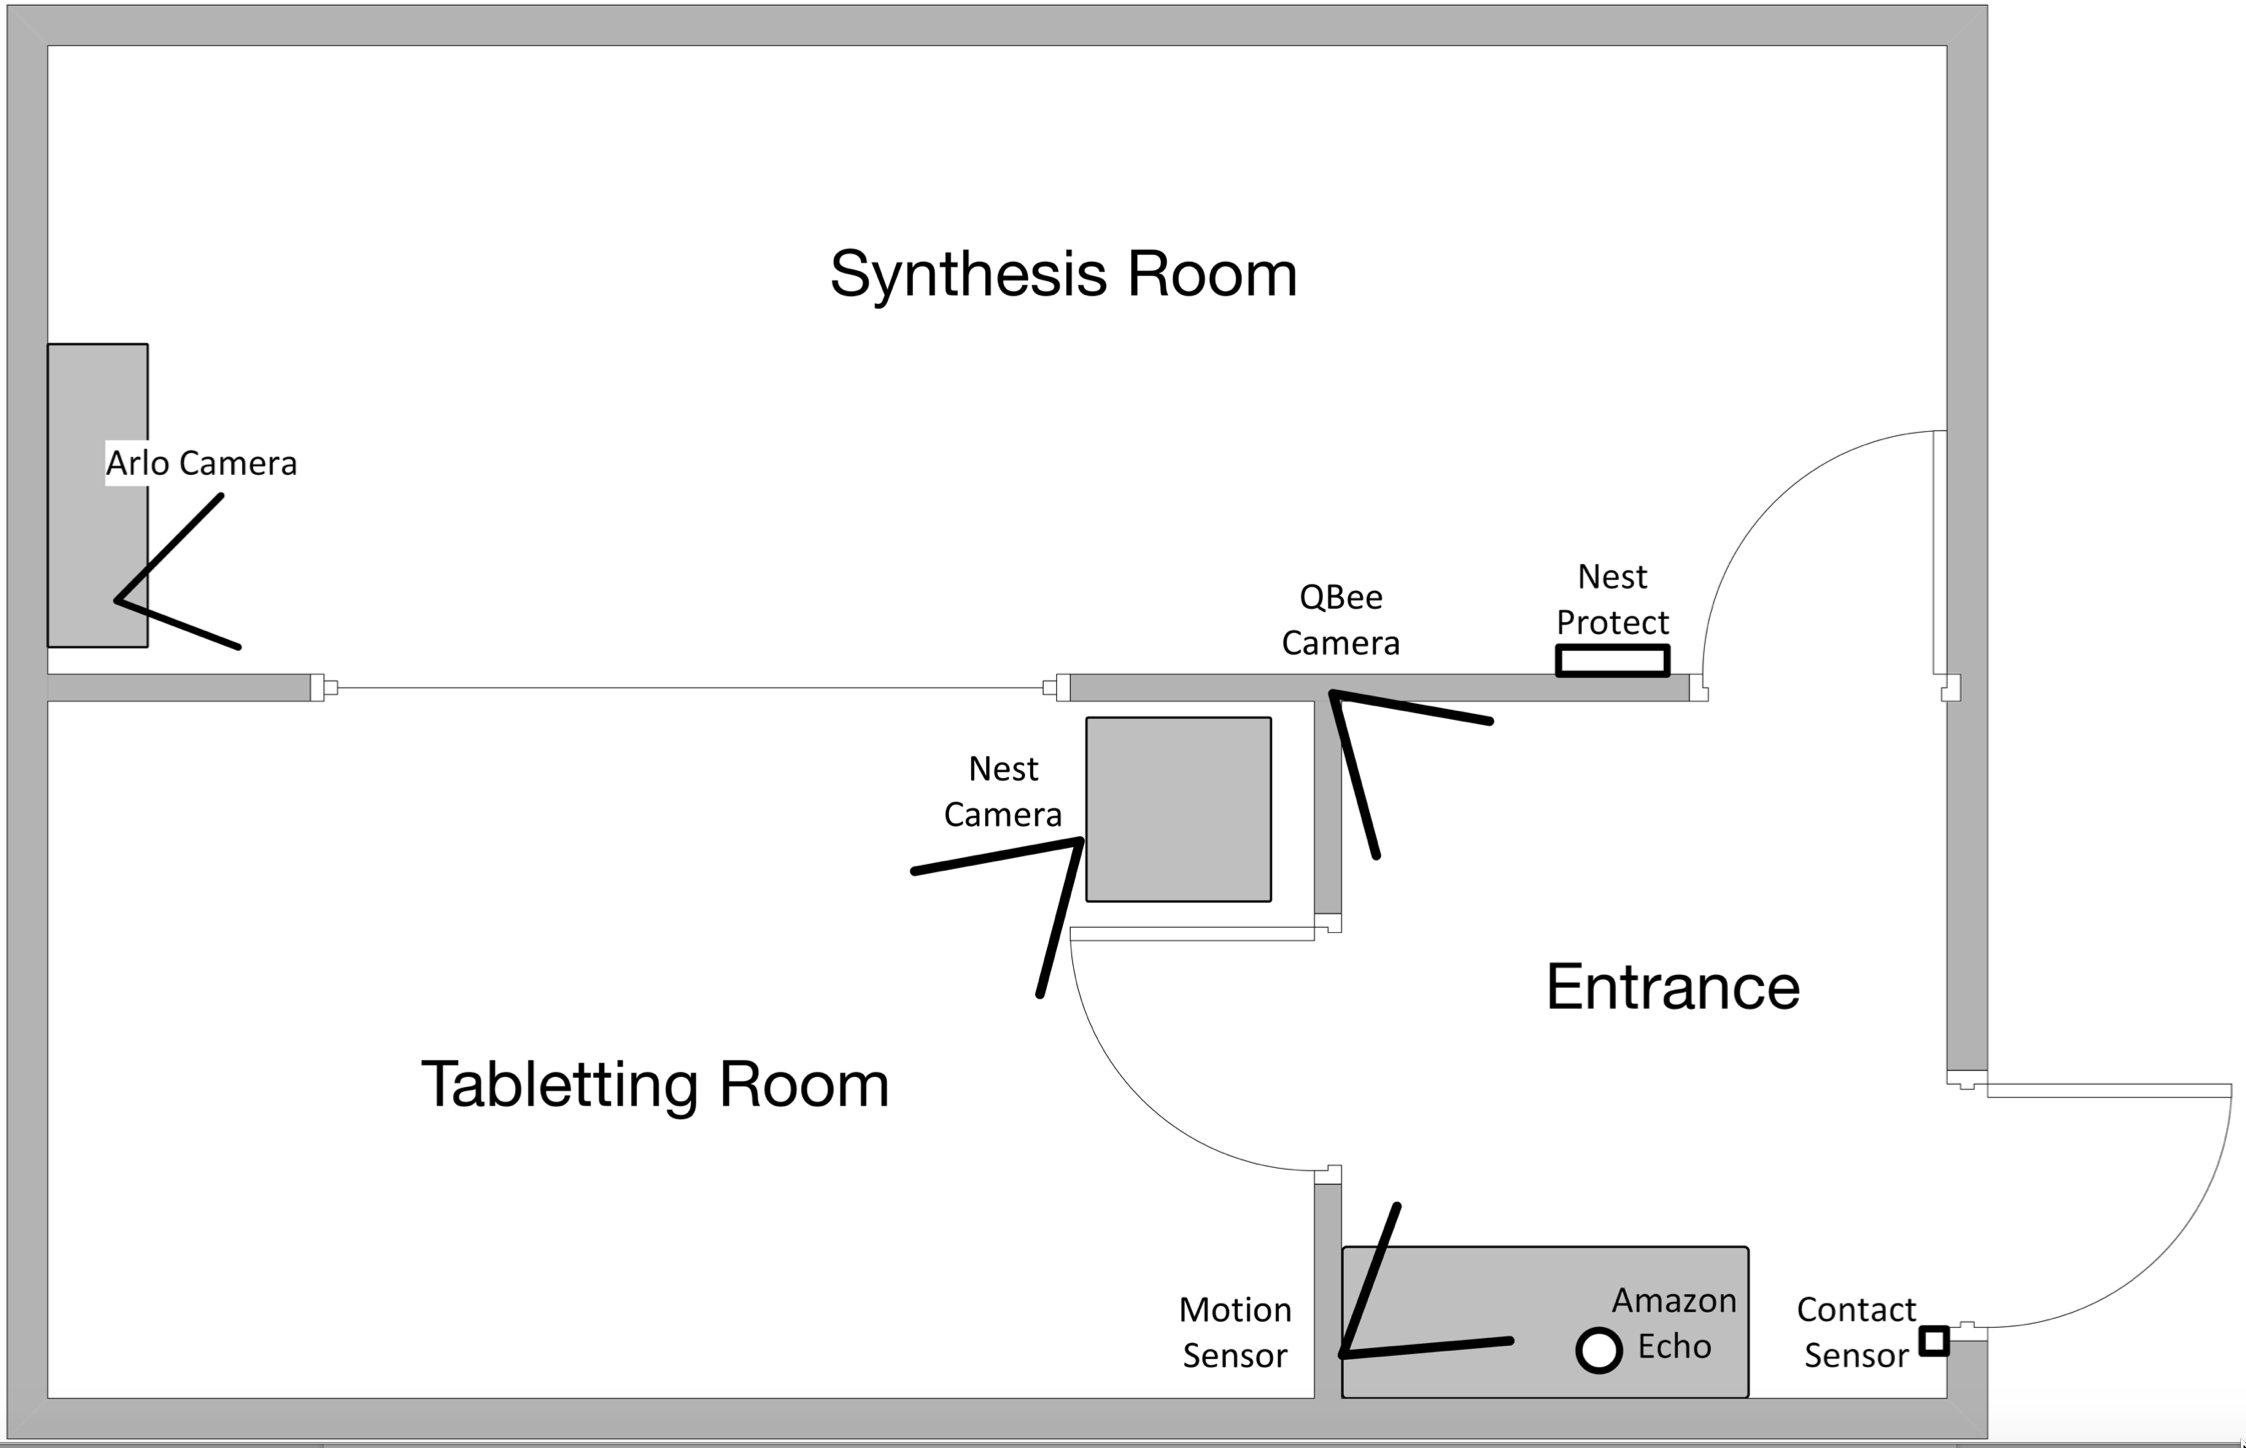 Synthesis Room
Arlo Camera
QBee
Camera
Nest
Protect
Nest
Camera
Entrance
Tabletting Room
Motion
Sensor
Amazon
Echo
Contact
Sensor